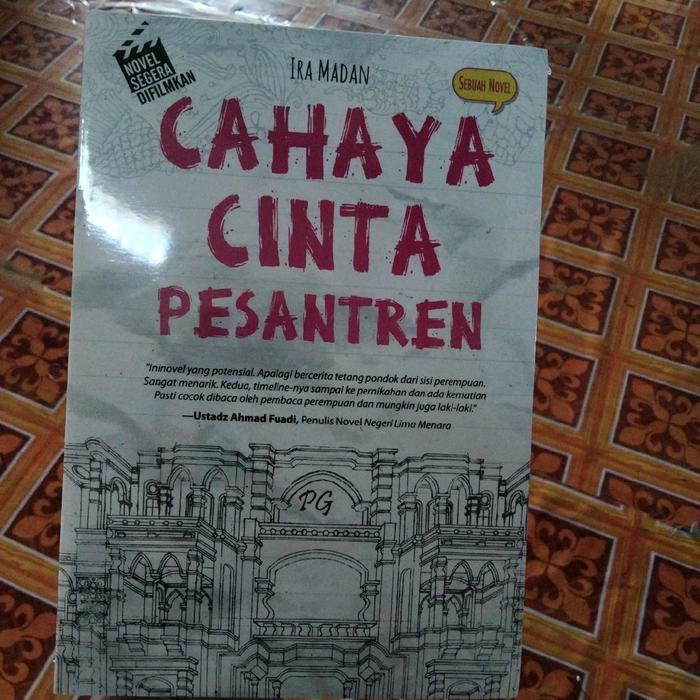 NOVEL
SEGERA
DIFILMKAN
IRA MADAN
SEBUAH NOVEL
CAHAYA
CINTA
PESANTREN
"Ininovel yang potensial. Apalagi bercerita tetang pondok dari sisi perempuan.
Sangat menarik. Kedua, timeline-nya sampai ke pernikahan dan ada kematian
Pasti cocok dibaca oleh pembaca perempuan dan mungkin juga laki-laki."
—Ustadz Ahmad Fuadi, Penulis Novel Negeri Lima Menara
PG